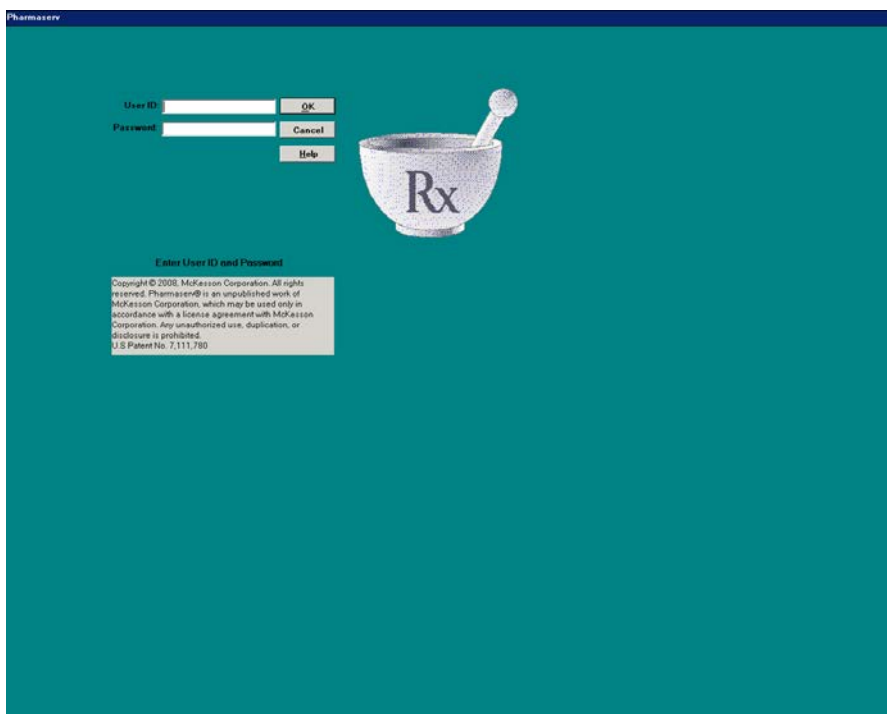 Pharmaserv
User ID:
OK
Password:
Cancel
Help
Rx
Enter User ID and Password
Copyright © 2008, McKesson Corporation. All rights
reserved. Pharmaserv® is an unpublished work of
McKesson Corporation, which may be used only in
accordance with a license agreement with McKesson
Corporation. Any unauthorized use, duplication, or
disclosure is prohibited.
U.S Patent No. 7,111,780